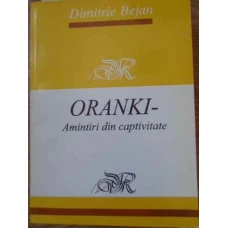 Dimitrie Bejan
ORANKI-
Amintiri din captivitate